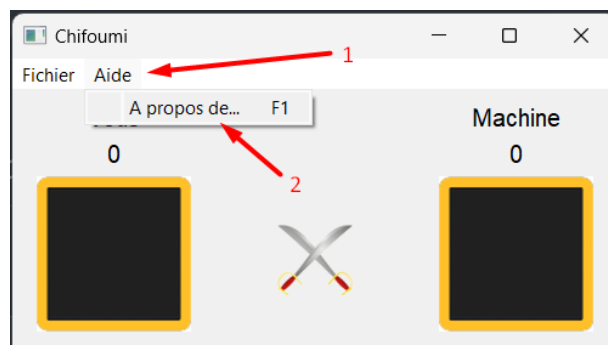 Chifoumi
1
Fichier Aide
A propos de... F1
Machine
0 0
2